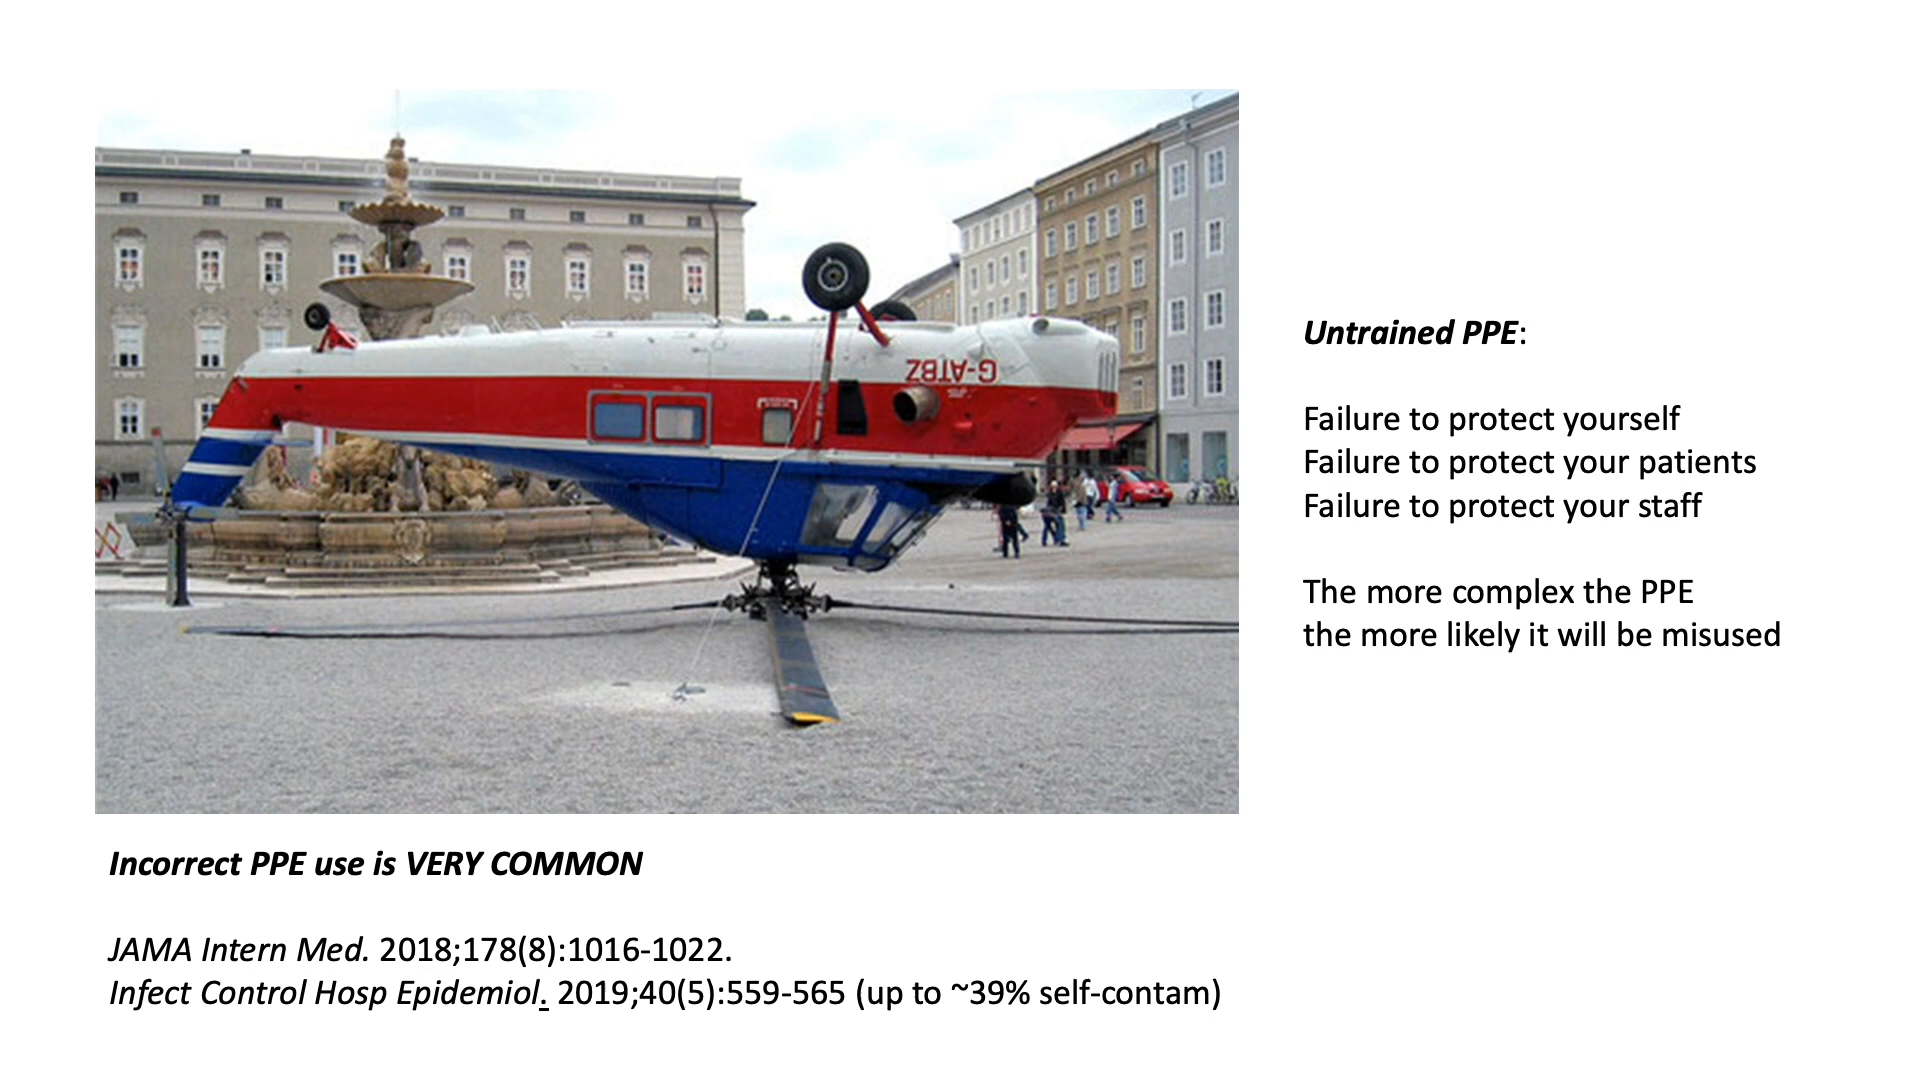 G-ATBZ
Untrained PPE:
Failure to protect yourself
Failure to protect your patients
Failure to protect your staff
The more complex the PPE
the more likely it will be misused
Incorrect PPE use is VERY COMMON
JAMA Intern Med. 2018;178(8):1016-1022.
Infect Control Hosp Epidemiol. 2019;40(5):559-565 (up to ~39% self-contam)